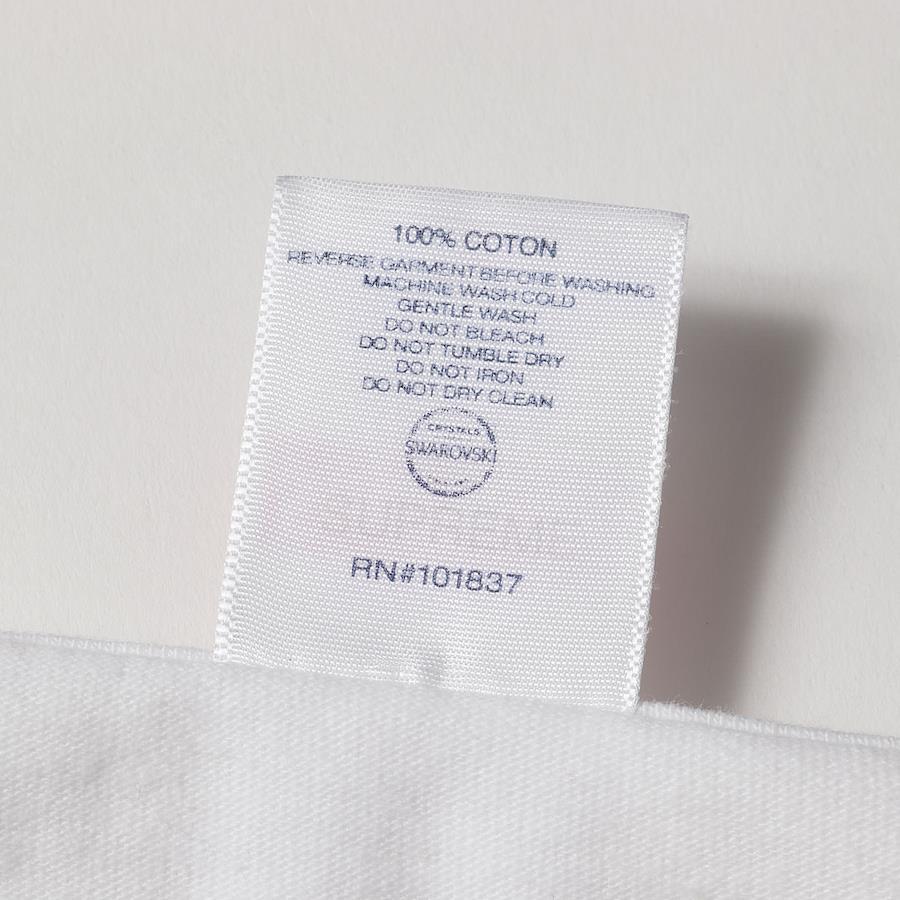 100% COTON
REVERSE GARMENT BEFORE WASHING
MACHINE WASH COLD
GENTLE WASH
DO NOT BLEACH
DO NOT TUMBLE DRY
DO NOT IRON
DO NOT DRY CLEAN
CRYSTALS
SWAROVSKI
RN#101837